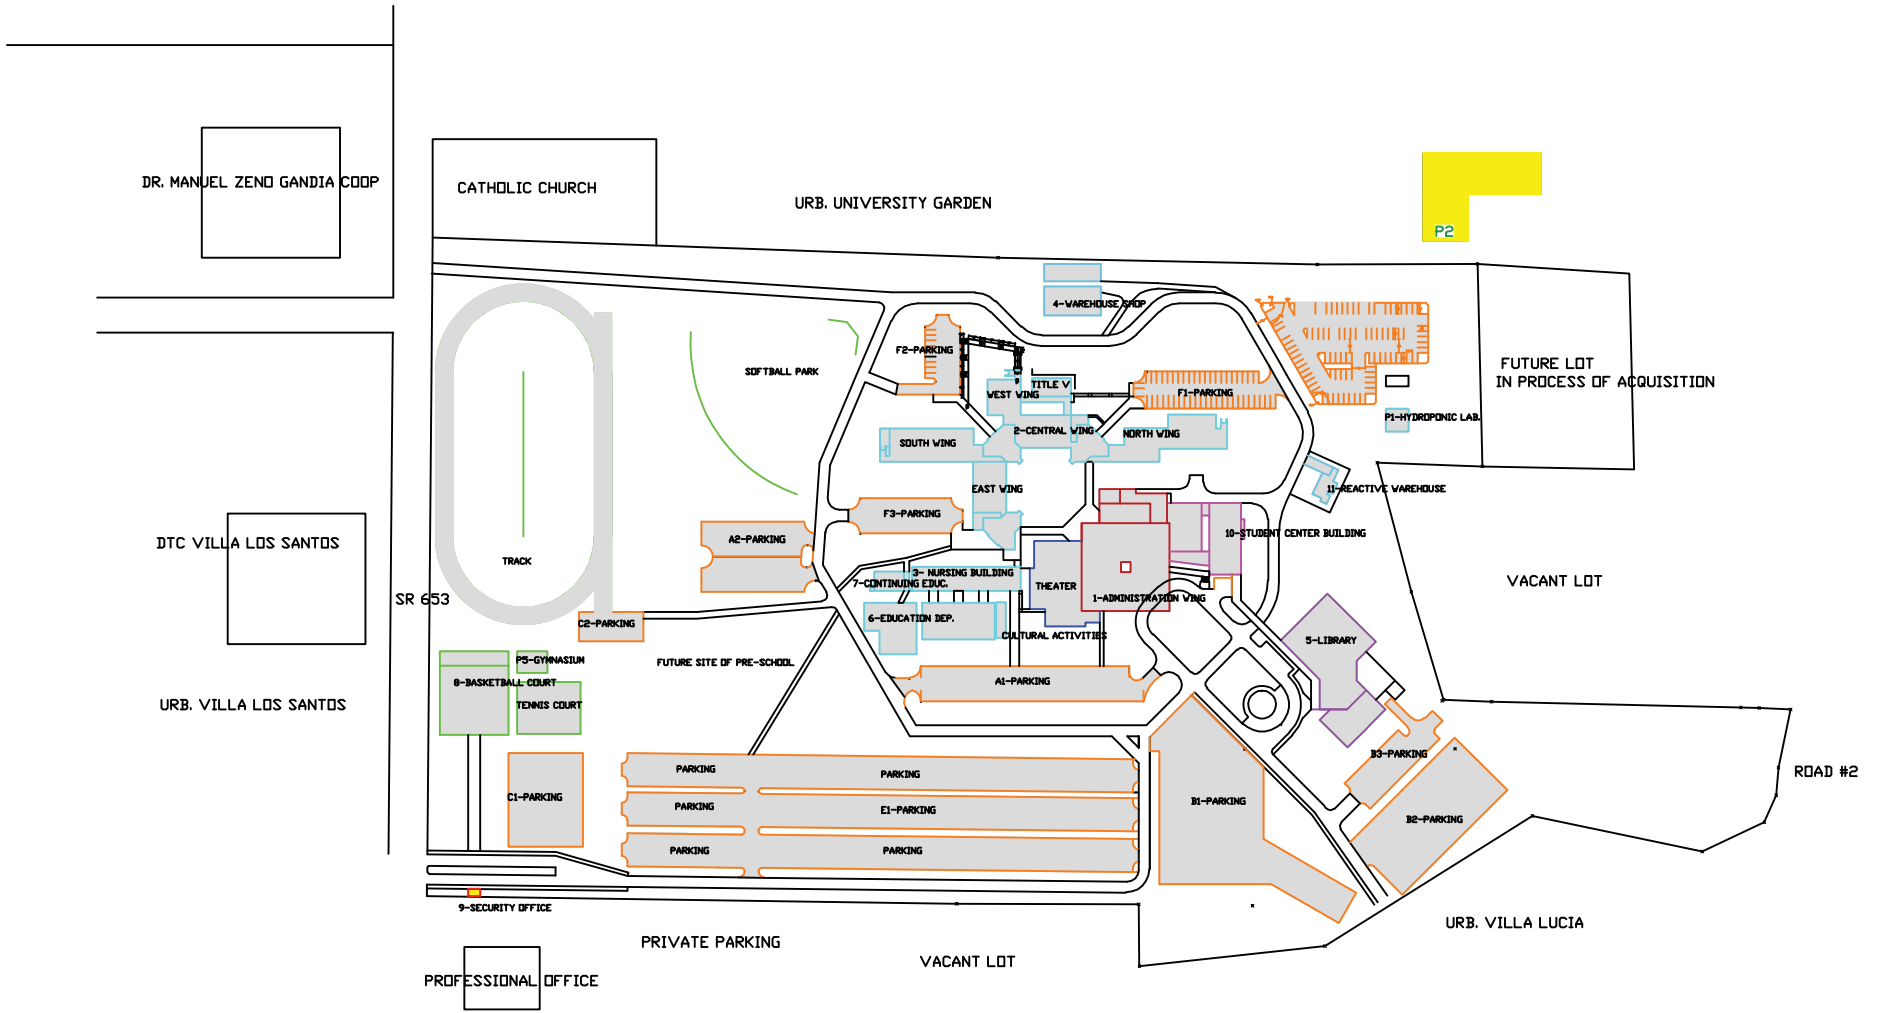 DR. MANUEL ZENO GANDIA COOP
CATHOLIC CHURCH
URB. UNIVERSITY GARDEN
P2
4-WAREHOUSE SHOP
F2-PARKING
SOFTBALL PARK
TITLE V
WEST WING
F1-PARKING
FUTURE LOT
IN PROCESS OF ACQUISITION
P1-HYDROPONIC LAB.
2-CENTRAL WING
NORTH WING
SOUTH WING
EAST WING
11-REACTIVE WAREHOUSE
F3-PARKING
A2-PARKING
10-STUDENT CENTER BUILDING
DTC VILLA LOS SANTOS
TRACK
3- NURSING BUILDING
7-CONTINUING EDUC.
THEATER
VACANT LOT
SR 653
1-ADMINISTRATION WING
C2-PARKING
6-EDUCATION DEP.
CULTURAL ACTIVITIES
5-LIBRARY
P5-GYMNASIUM
FUTURE SITE OF PRE-SCHOOL
8-BASKETBALL COURT
A1-PARKING
TENNIS COURT
URB. VILLA LOS SANTOS
B3-PARKING
PARKING
PARKING
ROAD #2
C1-PARKING
PARKING
E1-PARKING
B1-PARKING
B2-PARKING
PARKING
PARKING
9-SECURITY OFFICE
URB. VILLA LUCIA
PRIVATE PARKING
VACANT LOT
PROFESSIONAL OFFICE